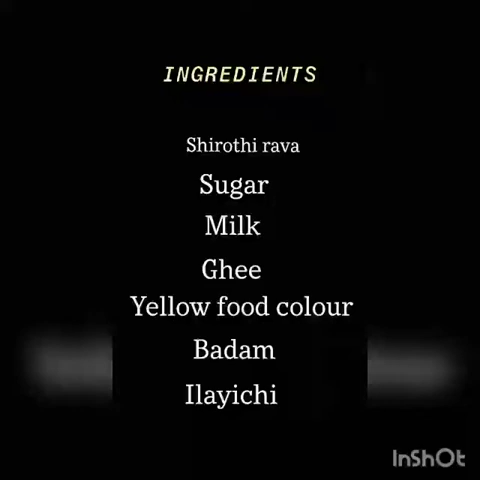 INGREDIENTS
Shirothi rava
Sugar
Milk
Ghee
Yellow food colour
Badam
Ilayichi
InShOt